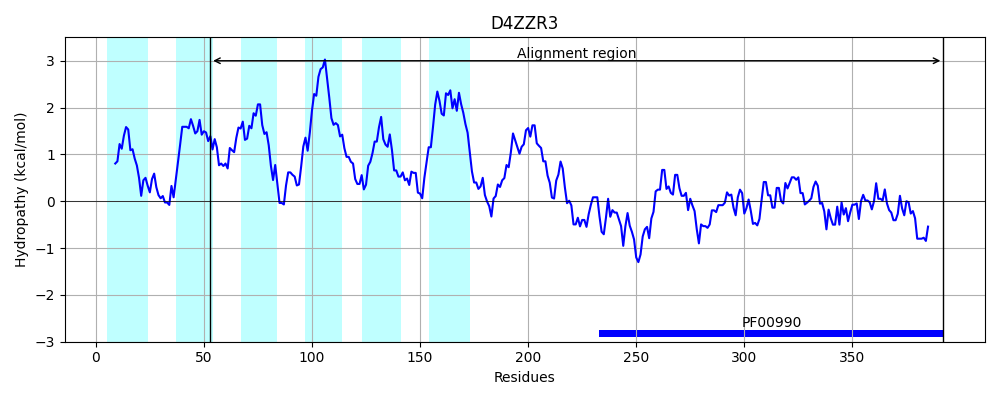 D4ZZR3
Alignment region
3
2
1
0
−1
−2
−3
Hydropathy (kcal/mol)
PF00990
0 50 100 150 200 250 300 350
Residues